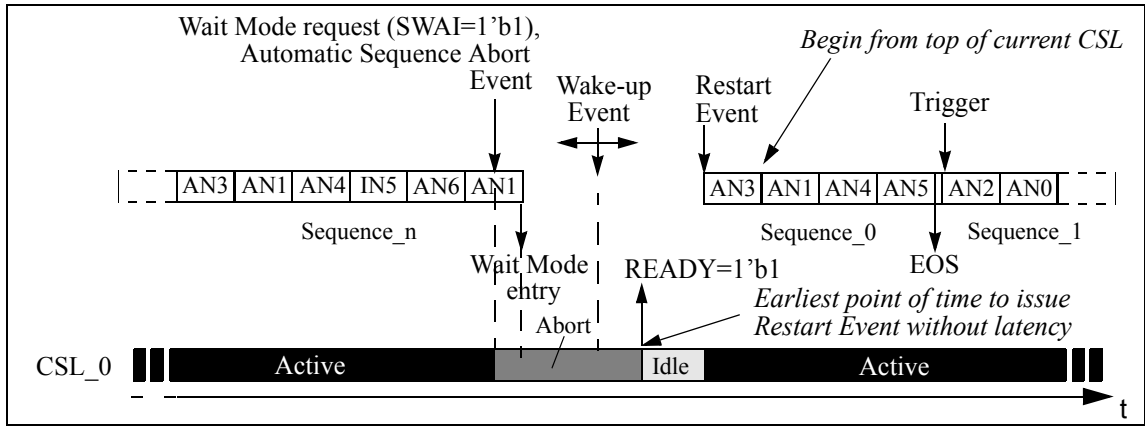 Wait Mode request (SWAI=1’b1),
Automatic Sequence Abort
Event
Begin from top of current CSL
Wake-up
Event
Restart
Event
Trigger
AN3 AN1 AN4 IN5 AN6 AN1
AN3 AN1 AN4 AN5 AN2 AN0
Sequence_n
Sequence_0
Sequence_1
Wait Mode
entry
READY=1’b1
EOS
Earliest point of time to issue
Restart Event without latency
Abort
CSL_0
Active
Idle
Active
t